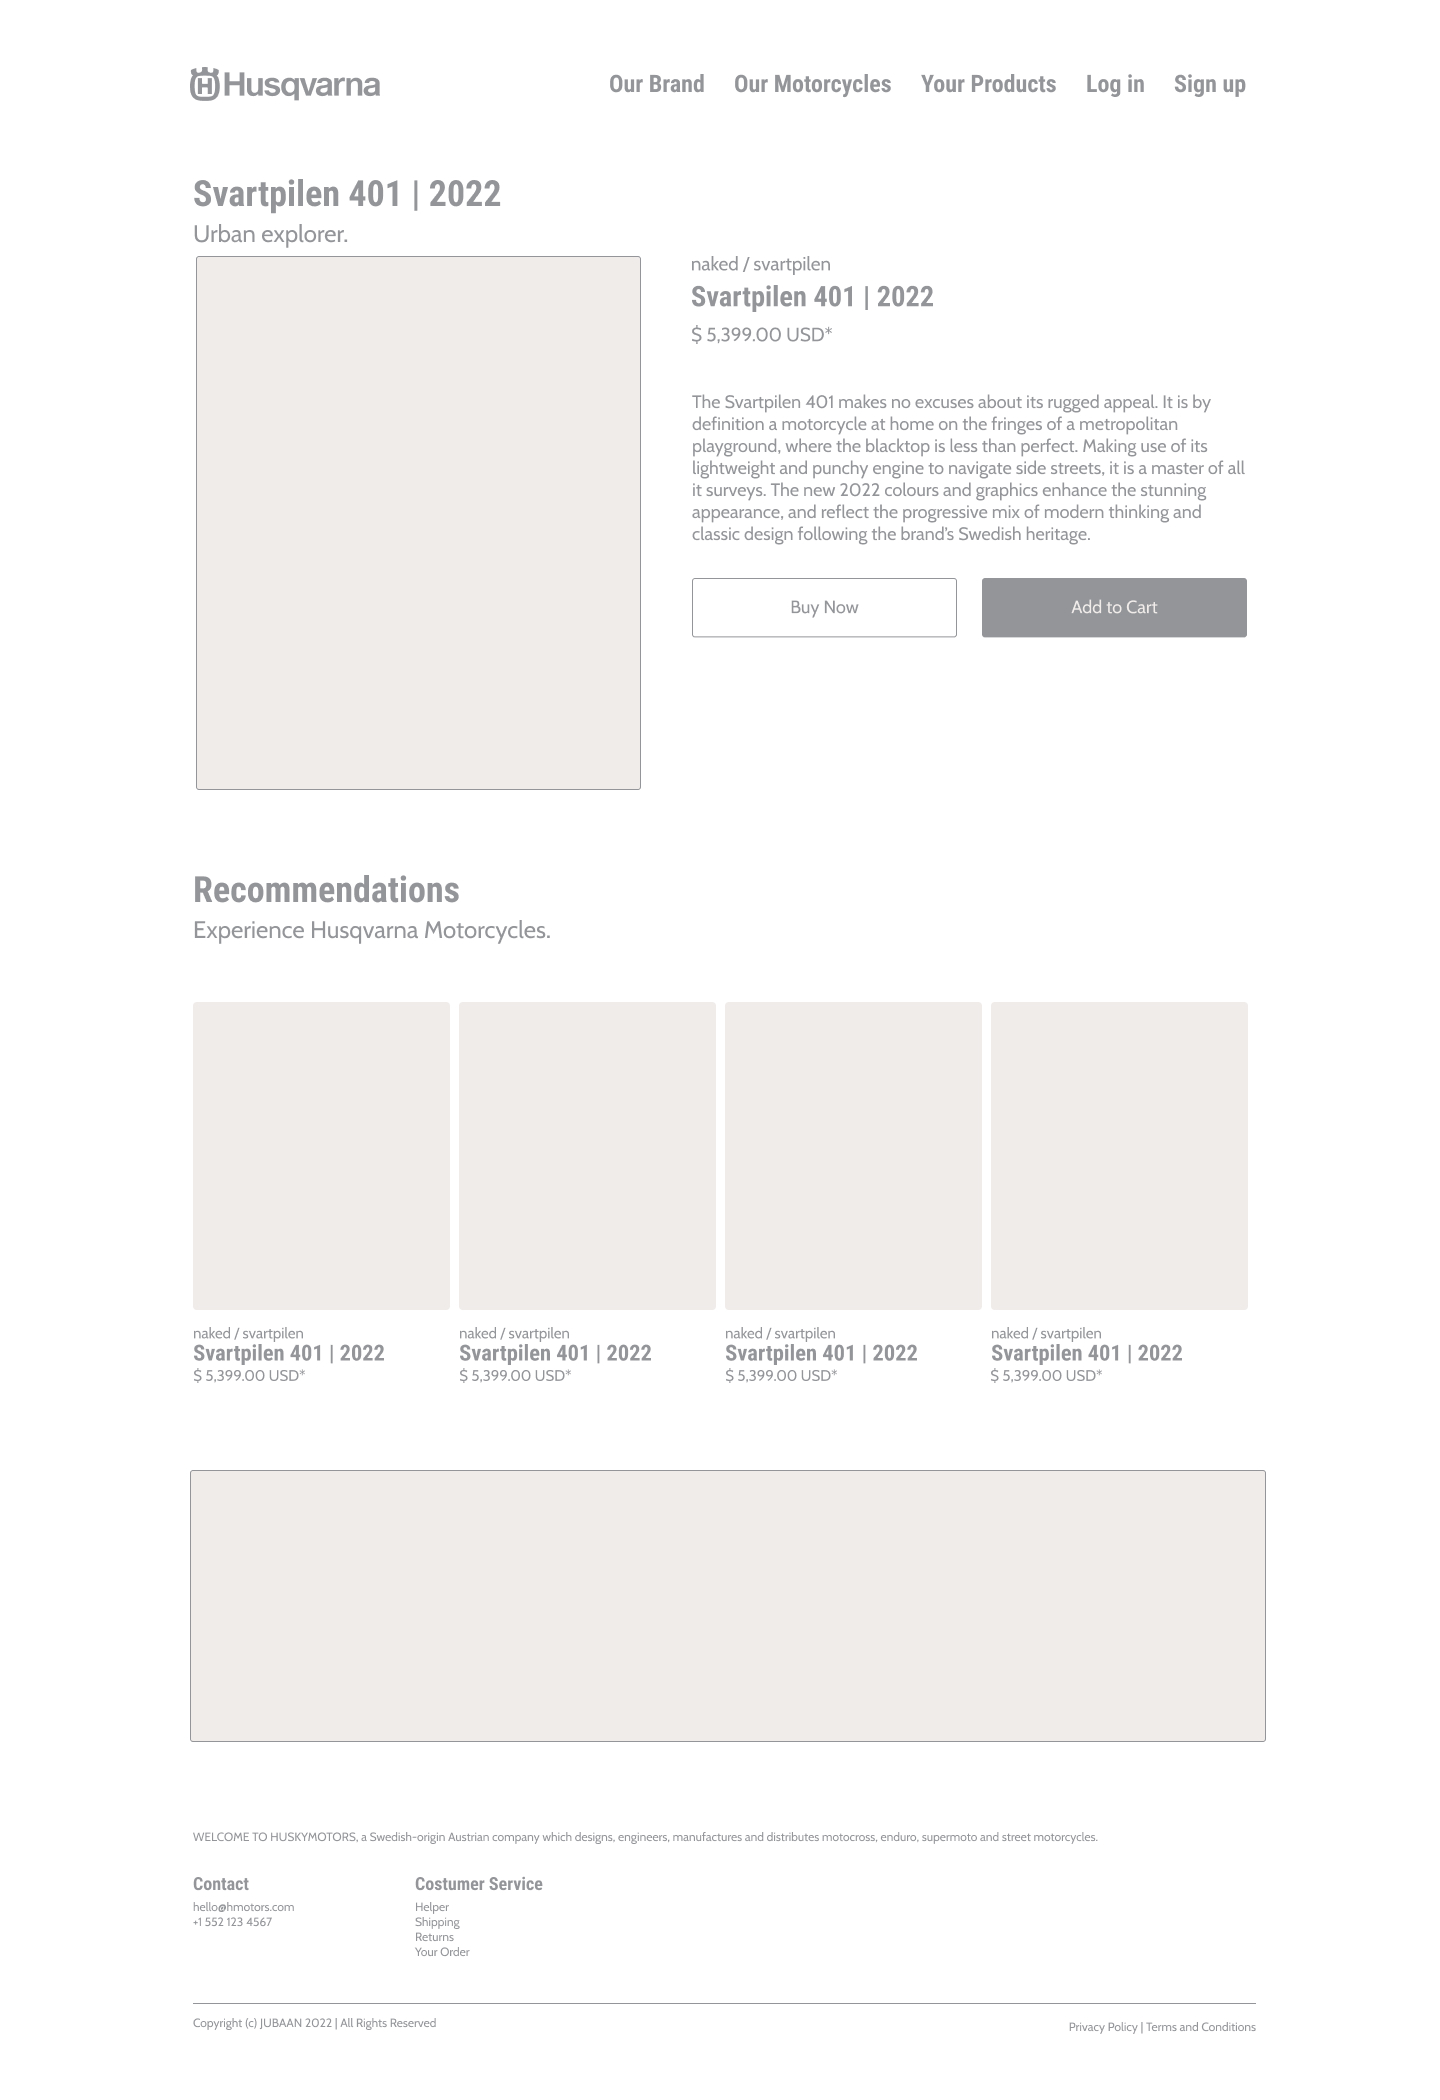 Husqvarna
Our Brand Our Motorcycles Your Products Log in Sign up
Svartpilen 401 | 2022
Urban explorer.
naked / svartpilen
Svartpilen 401 | 2022
$ 5,399.00 USD*
The Svartpilen 401 makes no excuses about its rugged appeal. It is by
definition a motorcycle at home on the fringes of a metropolitan
playground, where the blacktop is less than perfect. Making use of its
lightweight and punchy engine to navigate side streets, it is a master of all
it surveys. The new 2022 colours and graphics enhance the stunning
appearance, and reflect the progressive mix of modern thinking and
classic design following the brand's Swedish heritage.
Buy Now Add to Cart
Recommendations
Experience Husqvarna Motorcycles.
naked / svartpilen naked / svartpilen naked / svartpilen naked / svartpilen
Svartpilen 401 | 2022 Svartpilen 401 | 2022 Svartpilen 401 | 2022 Svartpilen 401 | 2022
$ 5,399.00 USD* $ 5,399.00 USD* $ 5,399.00 USD* $ 5,399.00 USD*
WELCOME TO HUSKYMOTORS, a Swedish-origin Austrian company which designs, engineers, manufactures and distributes motocross, enduro, supermoto and street motorcycles.
Contact
hello@hmotors.com
+1 552 123 4567
Costumer Service
Helper
Shipping
Returns
Your Order
Copyright (c) JUBAAN 2022 | All Rights Reserved
Privacy Policy | Terms and Conditions